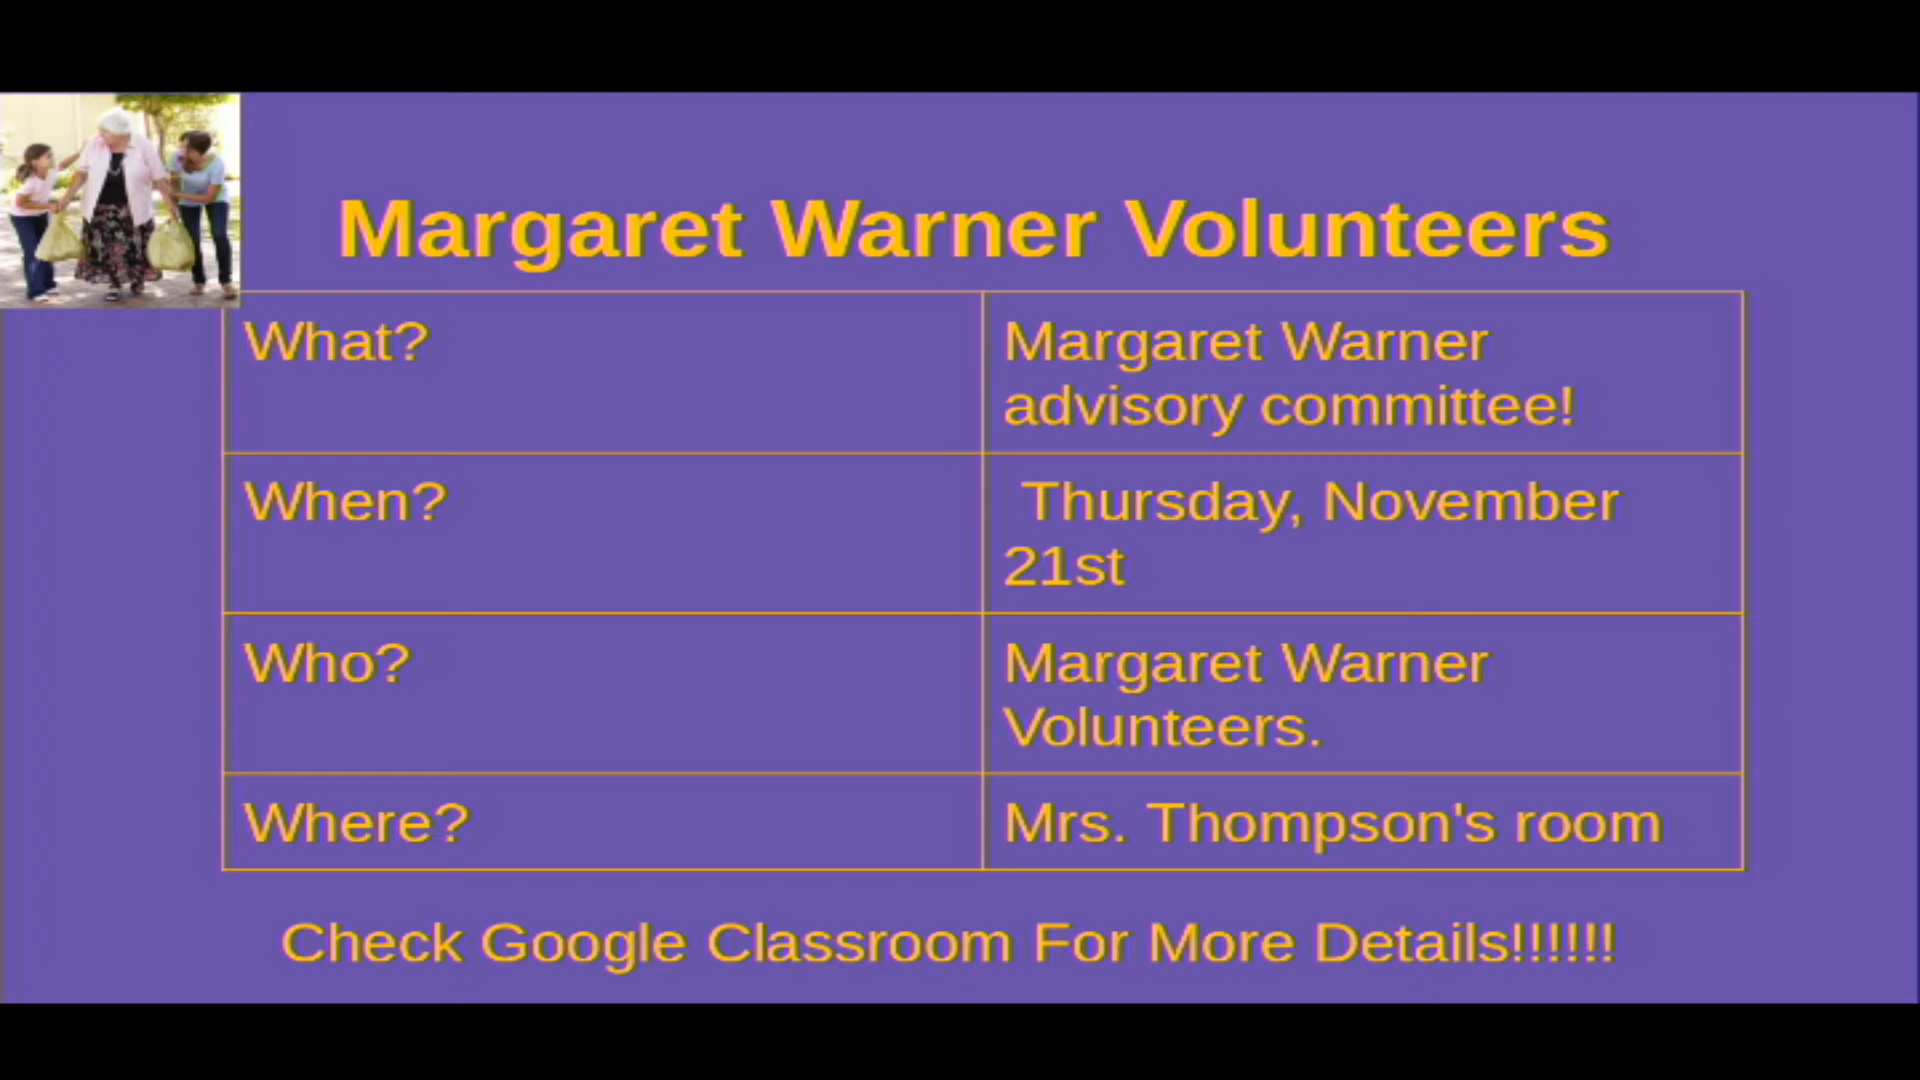 Margaret Warner Volunteers
What?
Margaret Warner
advisory committee!
When?
Thursday, November
21st
Who?
Margaret Warner
Volunteers.
Where?
Mrs. Thompson's room
Check Google Classroom For More Details!!!!!!